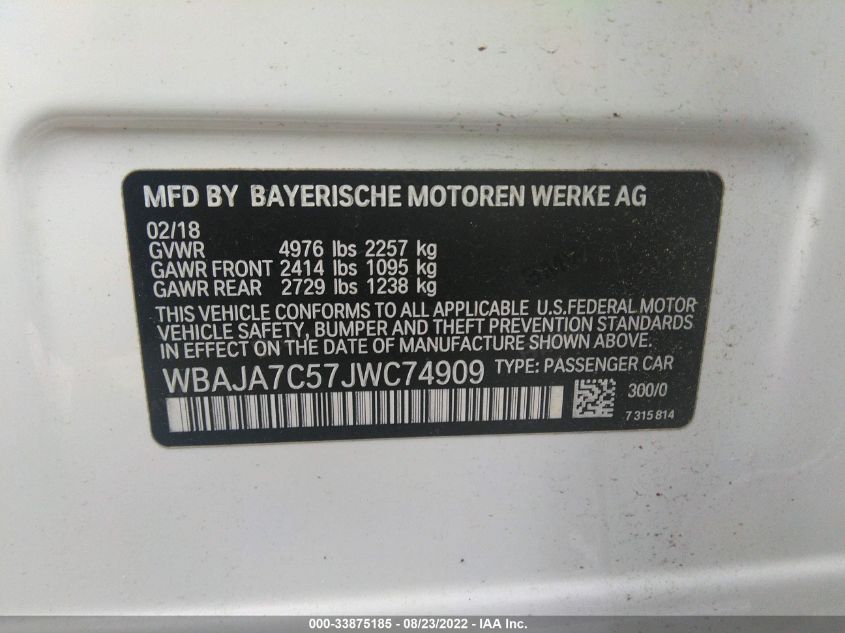 MFD BY BAYERISCHE MOTOREN WERKE AG
02/18
GVWR 4976 lbs 2257 kg
GAWR FRONT 2414 lbs 1095 kg
GAWR REAR 2729 lbs 1238 kg
THIS VEHICLE CONFORMS TO ALL APPLICABLE U.S.FEDERAL MOTOR
VEHICLE SAFETY, BUMPER AND THEFT PREVENTION STANDARDS
IN EFFECT ON THE DATE OF MANUFACTURE SHOWN ABOVE.
WBAJA7C57JWC74909 TYPE: PASSENGER CAR
300/0
7 315 814
000-33875185 - 08/23/2022 - IAA Inc.